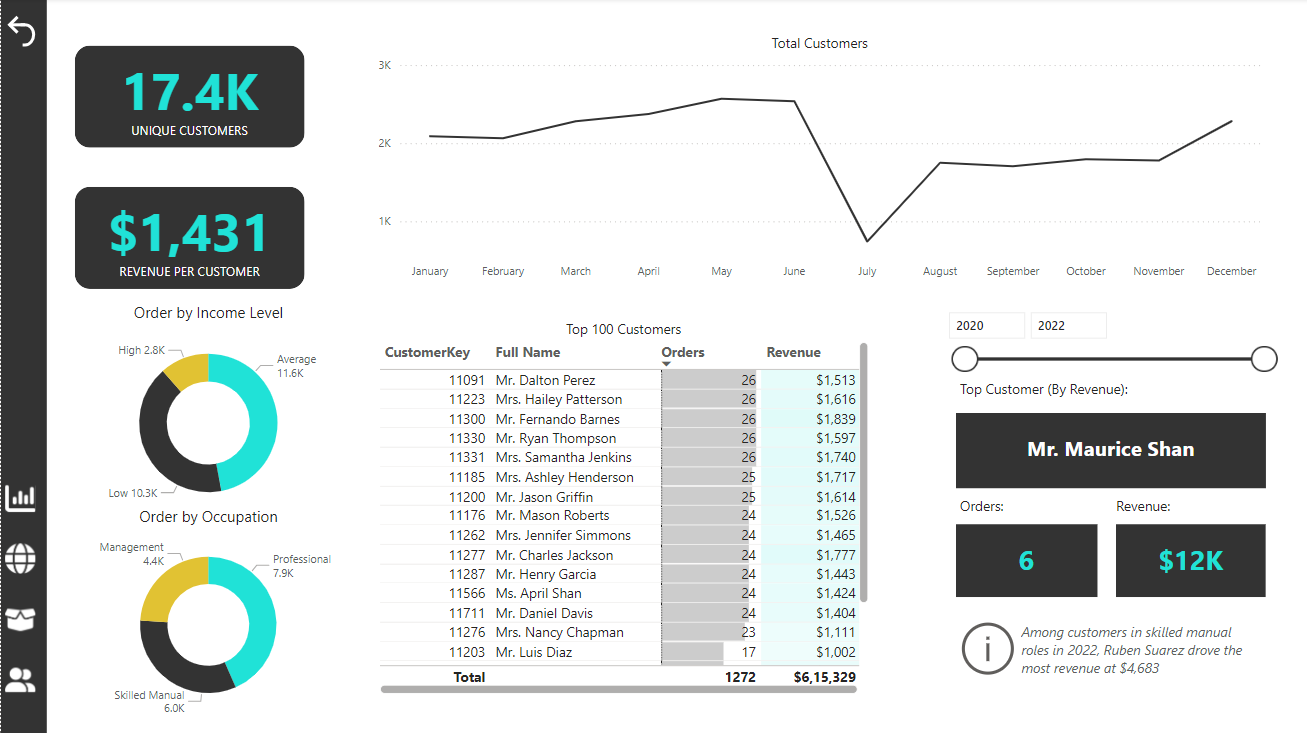 17.4K
UNIQUE CUSTOMERS
$1,431
REVENUE PER CUSTOMER
Total Customers
3K
2K
1K
January February March April May June July August September October November December
Order by Income Level
High 2.8K
Average
11.6K
Low 10.3K
Order by Occupation
Management
4.4K
Professional
7.9K
Skilled Manual
6.0K
Top 100 Customers
CustomerKey Full Name Orders Revenue
11091 Mr. Dalton Perez 26 $1,513
11223 Mrs. Hailey Patterson 26 $1,616
11300 Mr. Fernando Barnes 26 $1,839
11330 Mr. Ryan Thompson 26 $1,597
11331 Mrs. Samantha Jenkins 26 $1,740
11185 Mrs. Ashley Henderson 25 $1,717
11200 Mr. Jason Griffin 25 $1,614
11176 Mr. Mason Roberts 24 $1,526
11262 Mrs. Jennifer Simmons 24 $1,465
11277 Mr. Charles Jackson 24 $1,777
11287 Mr. Henry Garcia 24 $1,443
11566 Ms. April Shan 24 $1,424
11711 Mr. Daniel Davis 24 $1,404
11276 Mrs. Nancy Chapman 23 $1,111
11203 Mr. Luis Diaz 17 $1,002
Total 1272 $6,15,329
2020 2022
Top Customer (By Revenue):
Mr. Maurice Shan
Orders: Revenue:
6 $12K
i
Among customers in skilled manual
roles in 2022, Ruben Suarez drove the
most revenue at $4,683